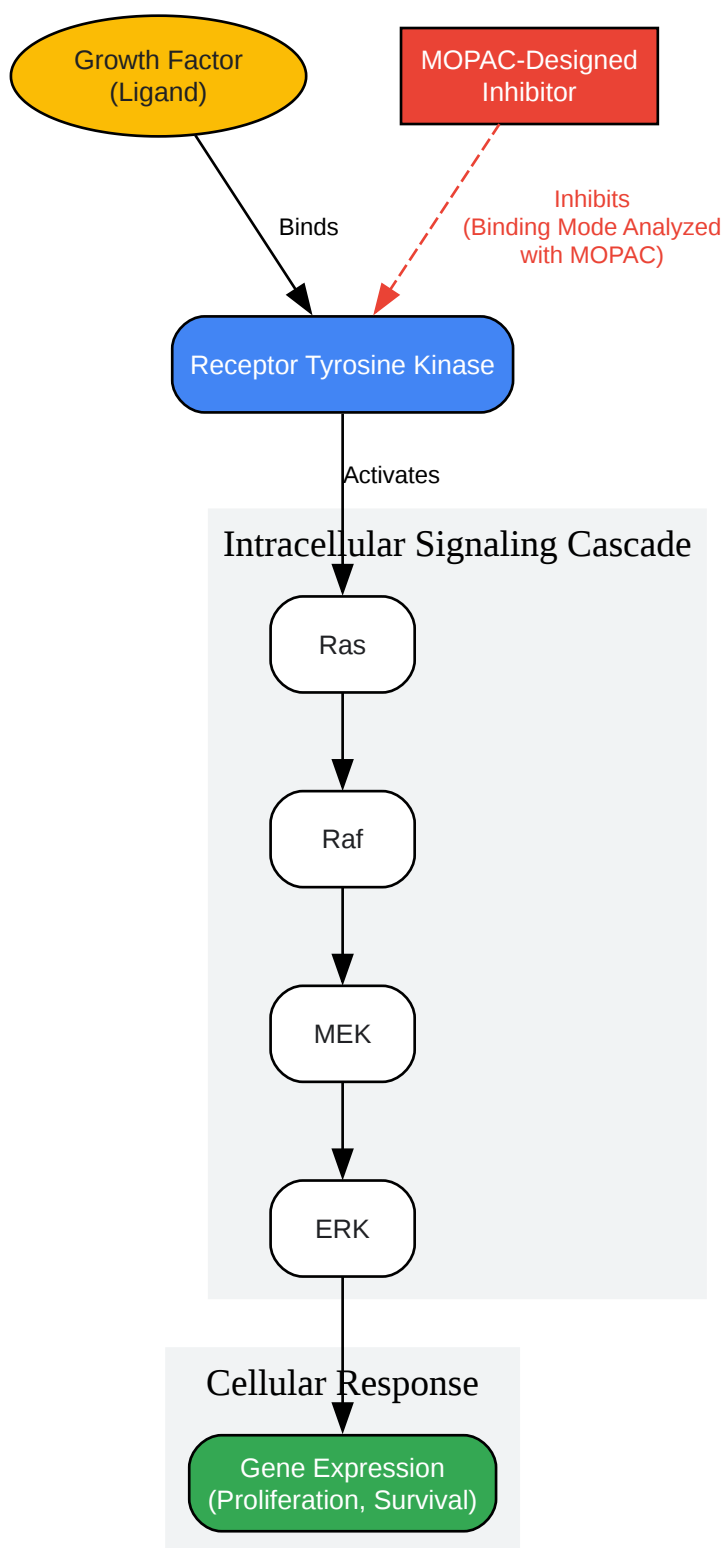 Growth Factor
(Ligand)
MOPAC-Designed
Inhibitor
Binds
Inhibits
(Binding Mode Analyzed
with MOPAC)
Receptor Tyrosine Kinase
Activates
Intracellular Signaling Cascade
Ras
Raf
MEK
ERK
Cellular Response
Gene Expression
(Proliferation, Survival)